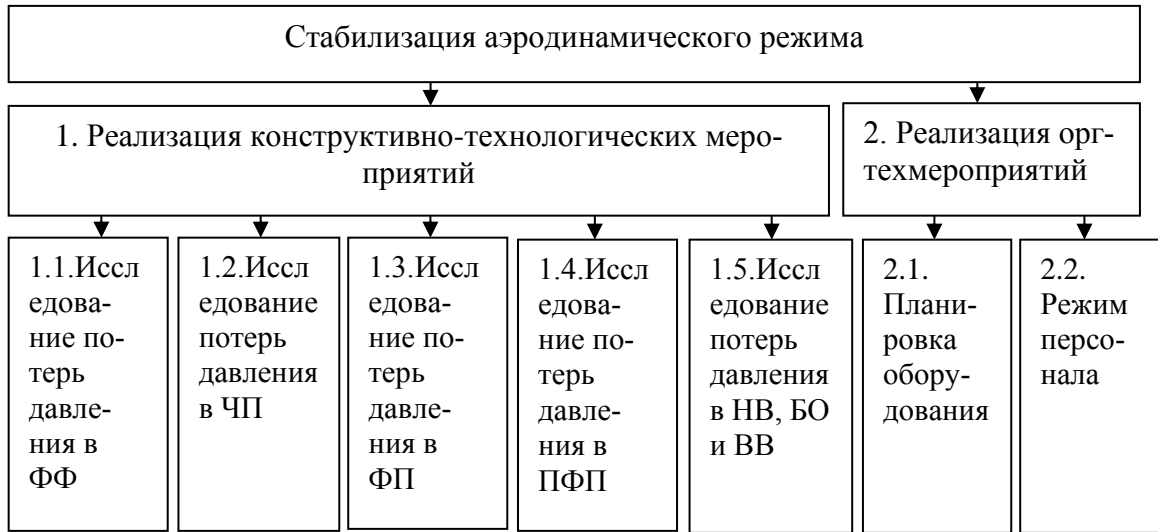 Стабилизация аэродинамического режима
1. Реализация конструктивно-технологических меро-
приятий
2. Реализация орг-
техмероприятий
1.1.Иссл
едова-
ние по-
терь
давле-
ния в
ФФ
1.2.Иссл
едование
потерь
давления
в ЧП
1.3.Иссл
едова-
ние по-
терь
давле-
ния в
ФП
1.4.Иссл
едова-
ние по-
терь
давле-
ния в
ПФП
1.5.Иссл
едование
потерь
давления
в НВ, БО
и ВВ
2.1.
Плани-
ровка
обору-
дования
2.2.
Режим
персо-
нала